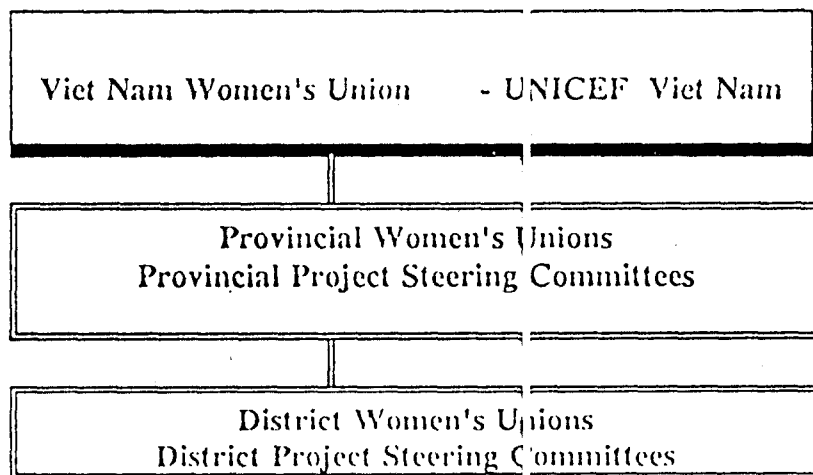 Viet Nam Women's Union - UNICEF Viet Nam
Provincial Women's Unions
Provincial Project Steering Committees
District Women's Unions
District Project Steering Committees